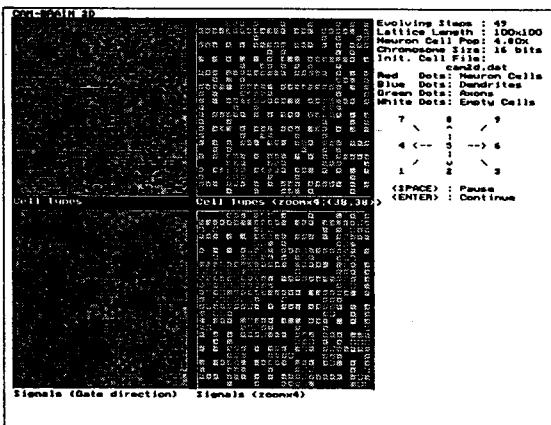 CAM-BRAIN 2D
Evolving Steps : 49
Lattice Length : 100x100
Neuron Cell Pop: 4.80%
Chromosome Size: 16 bits
Init. Cell File:
cam2d.dat
Red Dots: Neuron Cells
Blue Dots: Dendrites
Green Dots: Axons
White Dots: Empty Cells
7 8 9
4 <-- 5 --> 6
1 2 3
<SPACE> : Pause
<ENTER> : Continue
Cell Types
Cell Types (zoomx4;(38,38))
Signals (Gate direction)
Signals (zoomx4)